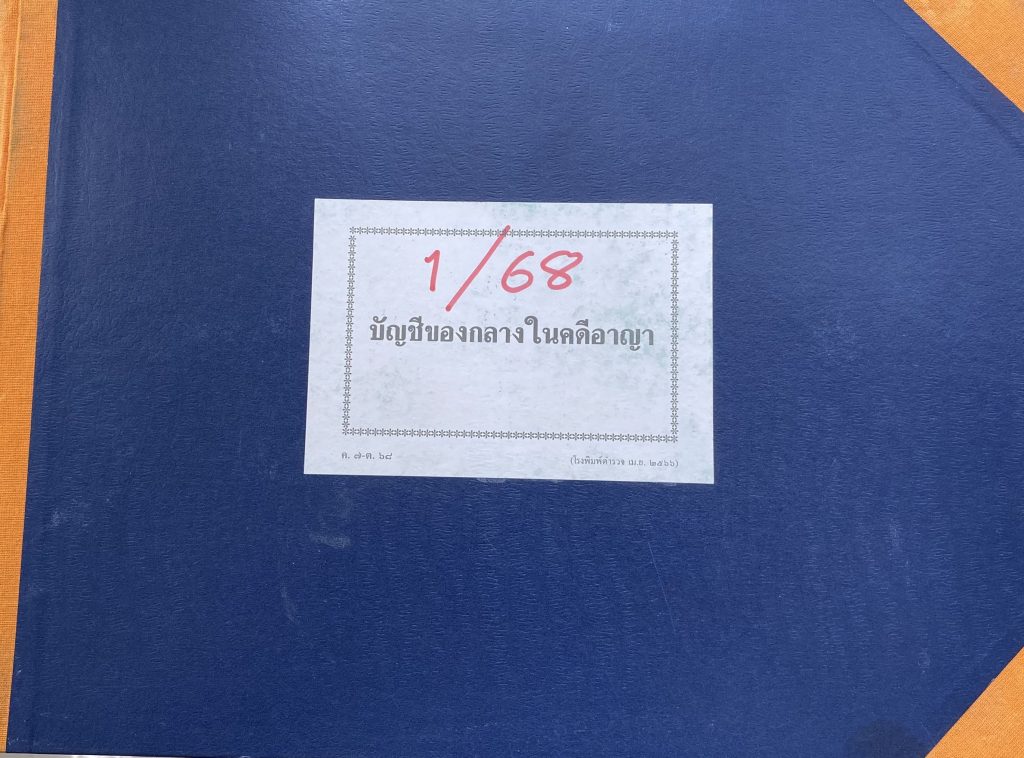 1/68
บัญชีของกลางในคดีอาญา
ค. ๗-ต. ๖๘
(โรงพิมพ์ตำรวจ เม.ย. ๒๕๖๖)